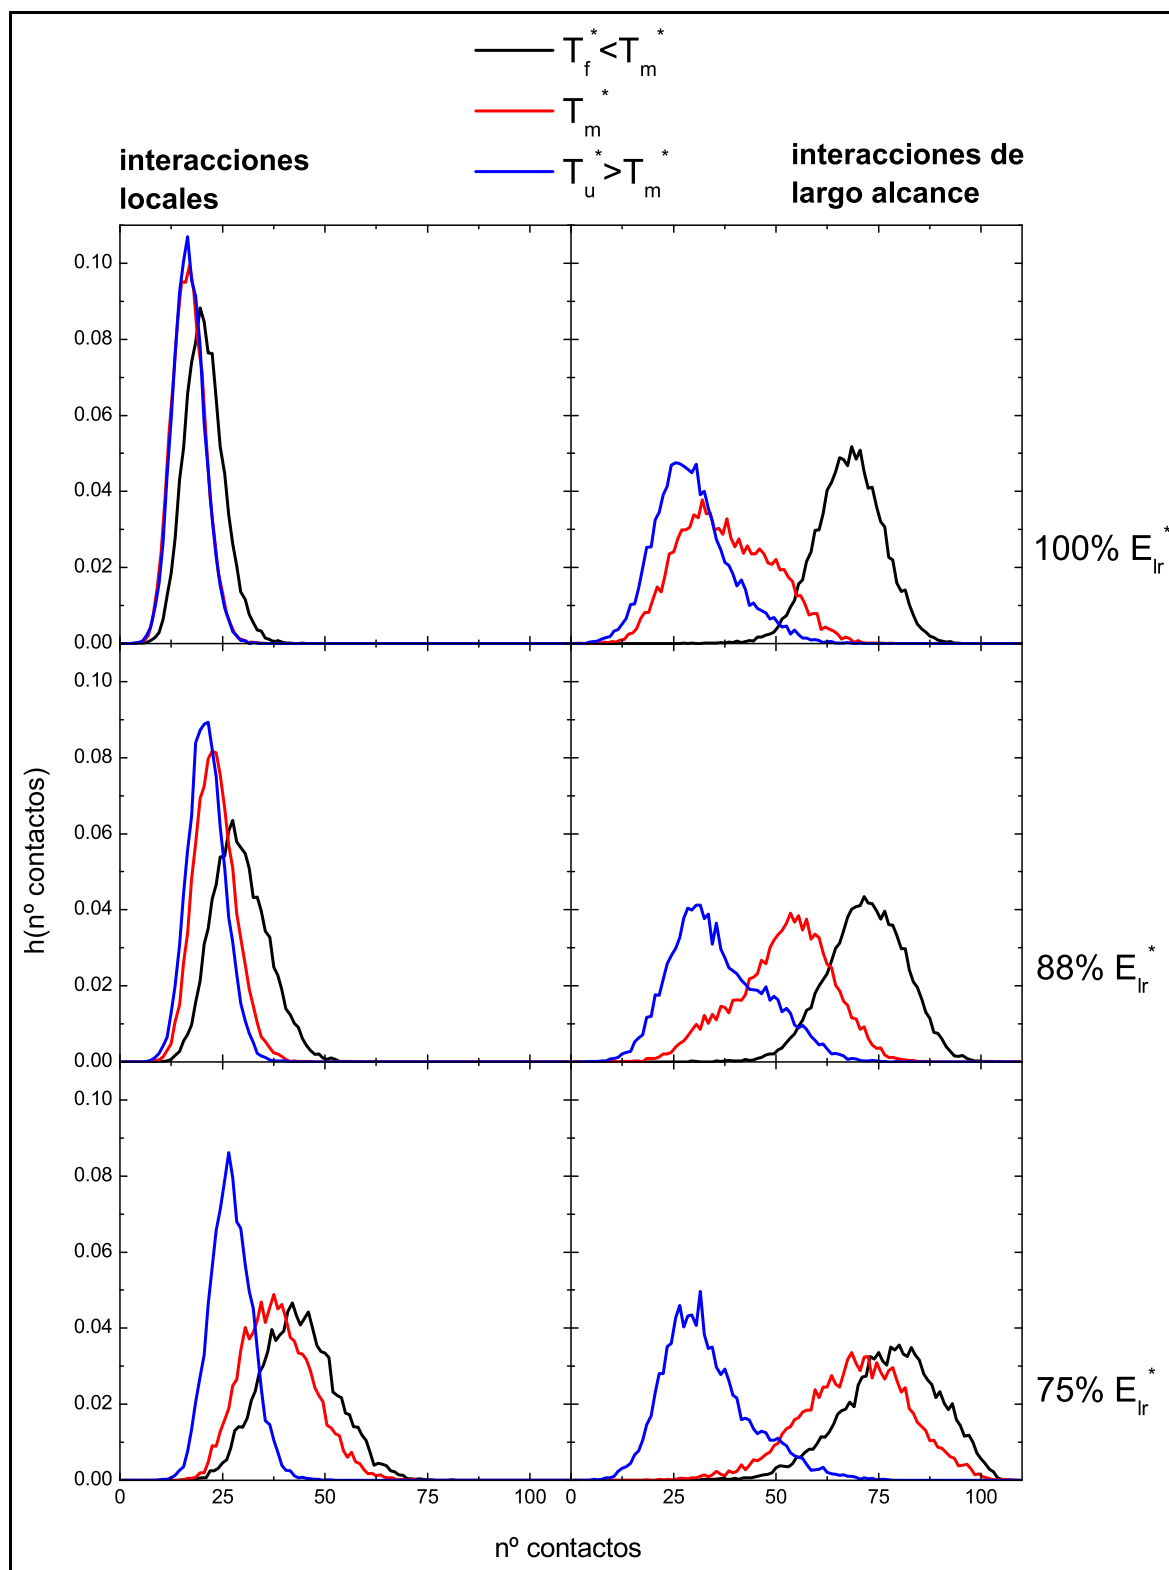 T_f^*<T_m^*
T_m^*
T_u^*>T_m^*
interacciones
locales
interacciones de
largo alcance
0.10
0.08
0.06
0.04
0.02
0.00
100% E_lr^*
0.10
0.08
0.06
0.04
0.02
0.00
88% E_lr^*
h(nº contactos)
0.10
0.08
0.06
0.04
0.02
0.00
75% E_lr^*
0 25 50 75 100 0 25 50 75 100
nº contactos